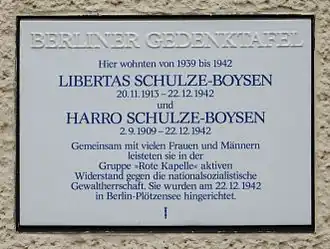 BERLINER GEDENKTAFEL
Hier wohnten von 1939 bis 1942
LIBERTAS SCHULZE-BOYSEN
20.11.1913 – 22.12.1942
und
HARRO SCHULZE-BOYSEN
2.9.1909 – 22.12.1942
Gemeinsam mit vielen Frauen und Männern
leisteten sie in der
Gruppe »Rote Kapelle« aktiven
Widerstand gegen die nationalsozialistische
Gewaltherrschaft. Sie wurden am 22.12.1942
in Berlin-Plötzensee hingerichtet.